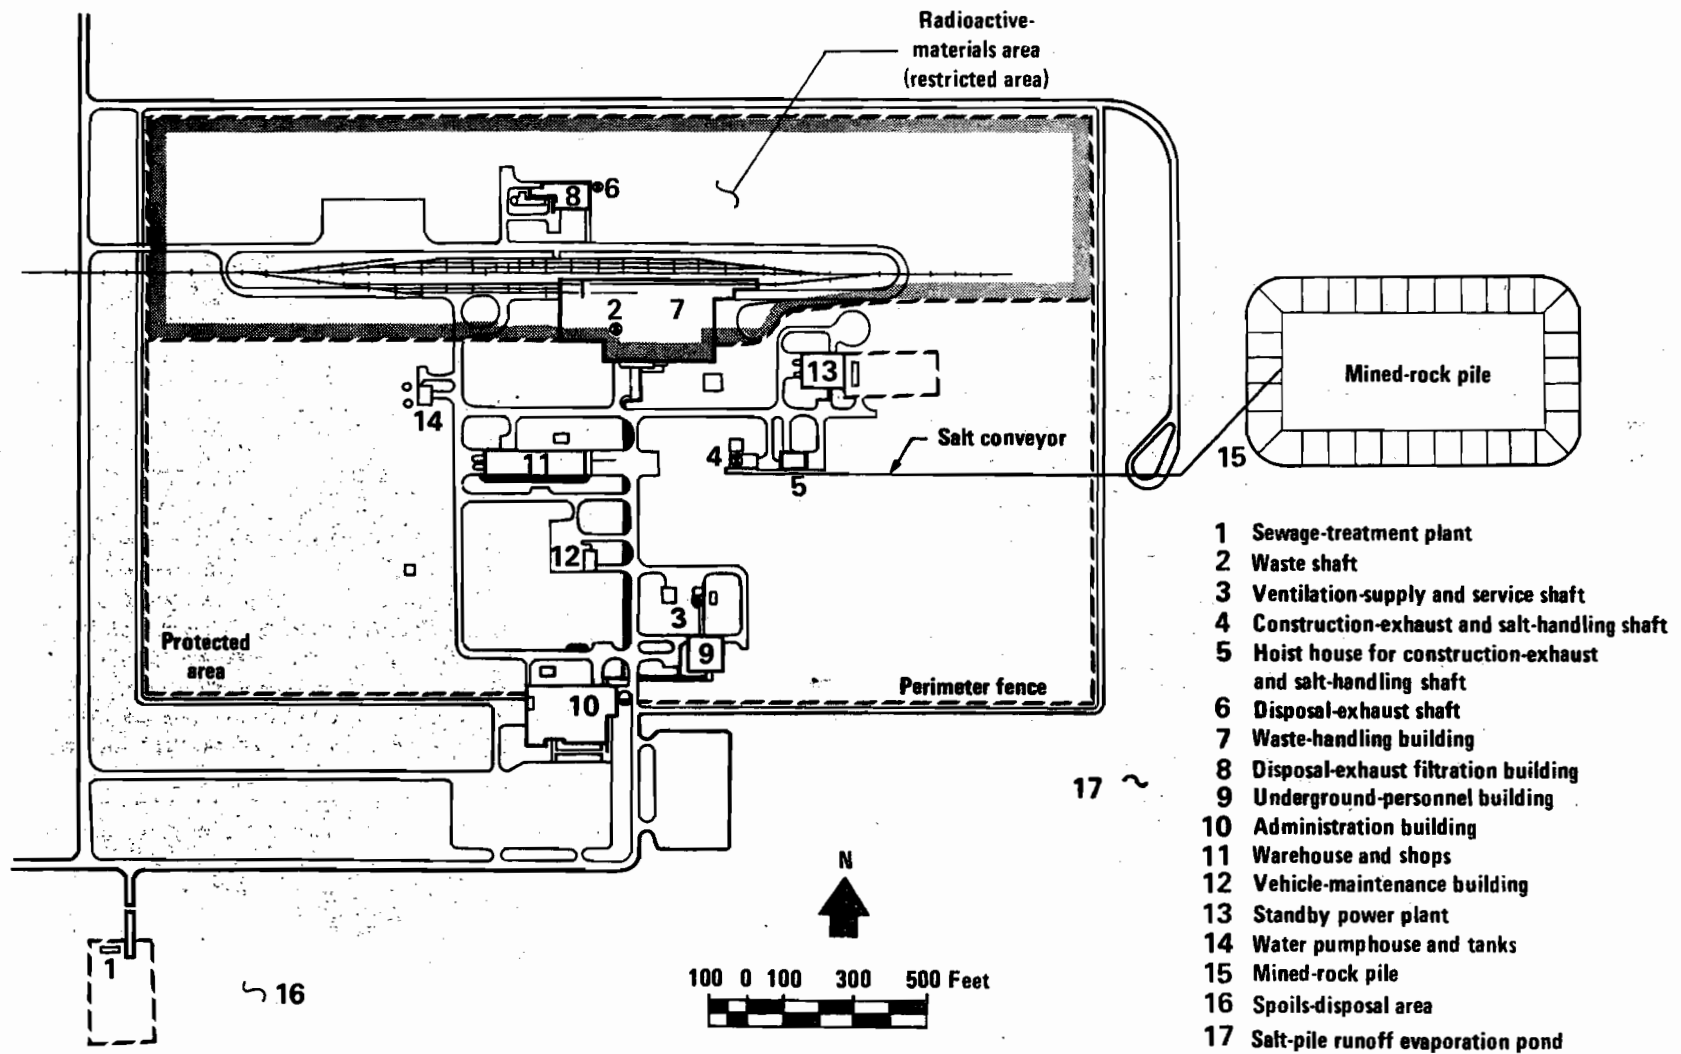 Radioactive-
materials area
(restricted area)
8
6
2
7
13
Mined-rock pile
14
Salt conveyor
11
4
15
5
12
3
Protected
area
9
Perimeter fence
10
17
N
1
16
100 0 100 300 500 Feet
1 Sewage-treatment plant
2 Waste shaft
3 Ventilation-supply and service shaft
4 Construction-exhaust and salt-handling shaft
5 Hoist house for construction-exhaust
and salt-handling shaft
6 Disposal-exhaust shaft
7 Waste-handling building
8 Disposal-exhaust filtration building
9 Underground-personnel building
10 Administration building
11 Warehouse and shops
12 Vehicle-maintenance building
13 Standby power plant
14 Water pumphouse and tanks
15 Mined-rock pile
16 Spoils-disposal area
17 Salt-pile runoff evaporation pond